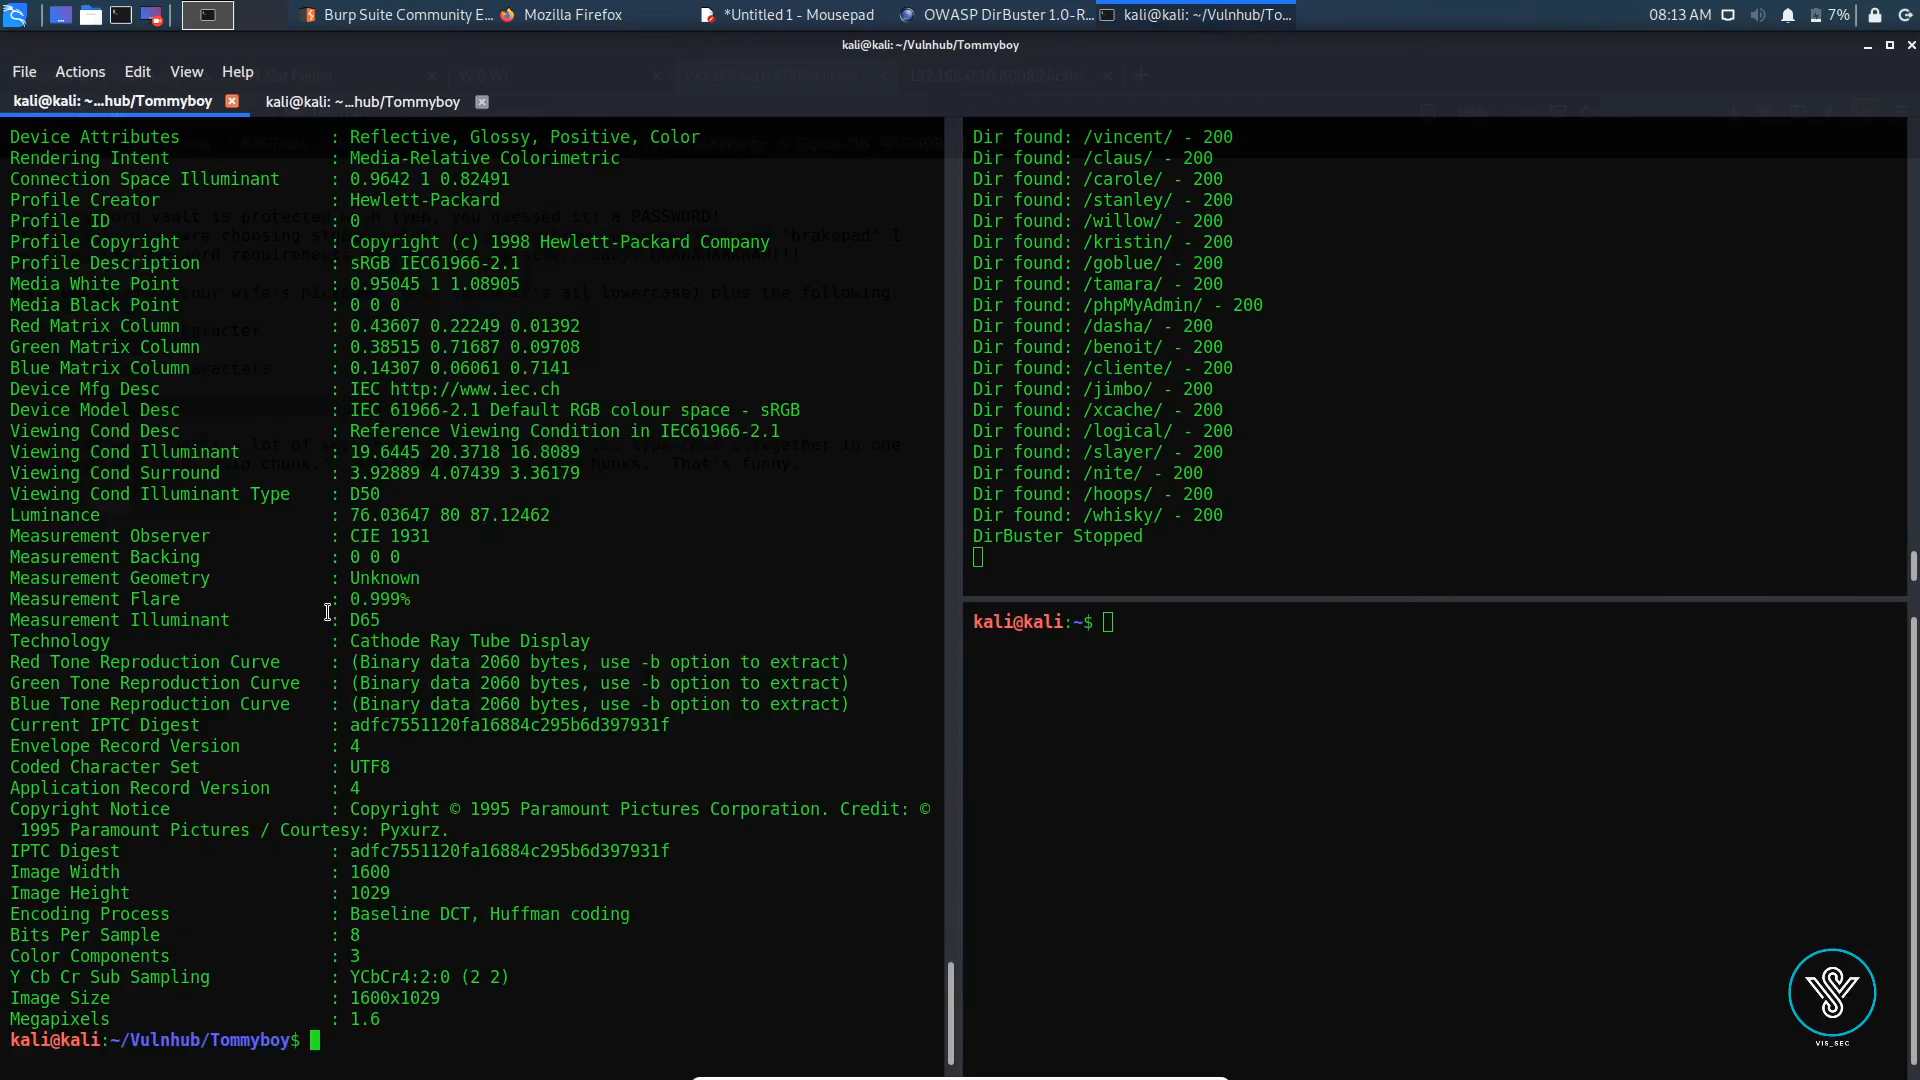 Burp Suite Community E...
Mozilla Firefox
*Untitled 1 - Mousepad
OWASP DirBuster 1.0-R...
kali@kali: ~/Vulnhub/To...
08:13 AM
7%
kali@kali: ~/Vulnhub/Tommyboy
File Actions Edit View Help
kali@kali: ~...hub/Tommyboy
kali@kali: ~...hub/Tommyboy
Device Attributes : Reflective, Glossy, Positive, Color
Rendering Intent : Media-Relative Colorimetric
Connection Space Illuminant : 0.9642 1 0.82491
Profile Creator : Hewlett-Packard
Profile ID : 0
Profile Copyright : Copyright (c) 1998 Hewlett-Packard Company
Profile Description : sRGB IEC61966-2.1
Media White Point : 0.95045 1 1.08905
Media Black Point : 0 0 0
Red Matrix Column : 0.43607 0.22249 0.01392
Green Matrix Column : 0.38515 0.71687 0.09708
Blue Matrix Column : 0.14307 0.06061 0.7141
Device Mfg Desc : IEC http://www.iec.ch
Device Model Desc : IEC 61966-2.1 Default RGB colour space - sRGB
Viewing Cond Desc : Reference Viewing Condition in IEC61966-2.1
Viewing Cond Illuminant : 19.6445 20.3718 16.8089
Viewing Cond Surround : 3.92889 4.07439 3.36179
Viewing Cond Illuminant Type : D50
Luminance : 76.03647 80 87.12462
Measurement Observer : CIE 1931
Measurement Backing : 0 0 0
Measurement Geometry : Unknown
Measurement Flare : 0.999%
Measurement Illuminant : D65
Technology : Cathode Ray Tube Display
Red Tone Reproduction Curve : (Binary data 2060 bytes, use -b option to extract)
Green Tone Reproduction Curve : (Binary data 2060 bytes, use -b option to extract)
Blue Tone Reproduction Curve : (Binary data 2060 bytes, use -b option to extract)
Current IPTC Digest : adfc7551120fa16884c295b6d397931f
Envelope Record Version : 4
Coded Character Set : UTF8
Application Record Version : 4
Copyright Notice : Copyright © 1995 Paramount Pictures Corporation. Credit: ©
1995 Paramount Pictures / Courtesy: Pyxurz.
IPTC Digest : adfc7551120fa16884c295b6d397931f
Image Width : 1600
Image Height : 1029
Encoding Process : Baseline DCT, Huffman coding
Bits Per Sample : 8
Color Components : 3
Y Cb Cr Sub Sampling : YCbCr4:2:0 (2 2)
Image Size : 1600x1029
Megapixels : 1.6
kali@kali:~/Vulnhub/Tommyboy$
Dir found: /vincent/ - 200
Dir found: /claus/ - 200
Dir found: /carole/ - 200
Dir found: /stanley/ - 200
Dir found: /willow/ - 200
Dir found: /kristin/ - 200
Dir found: /goblue/ - 200
Dir found: /tamara/ - 200
Dir found: /phpMyAdmin/ - 200
Dir found: /dasha/ - 200
Dir found: /benoit/ - 200
Dir found: /cliente/ - 200
Dir found: /jimbo/ - 200
Dir found: /xcache/ - 200
Dir found: /logical/ - 200
Dir found: /slayer/ - 200
Dir found: /nite/ - 200
Dir found: /hoops/ - 200
Dir found: /whisky/ - 200
DirBuster Stopped
kali@kali:~$
VIS_SEC